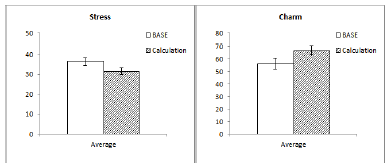 Stress
50
40
30
20
10
0
BASE
Calculation
Average
Charm
80
70
60
50
40
30
20
10
0
BASE
Calculation
Average